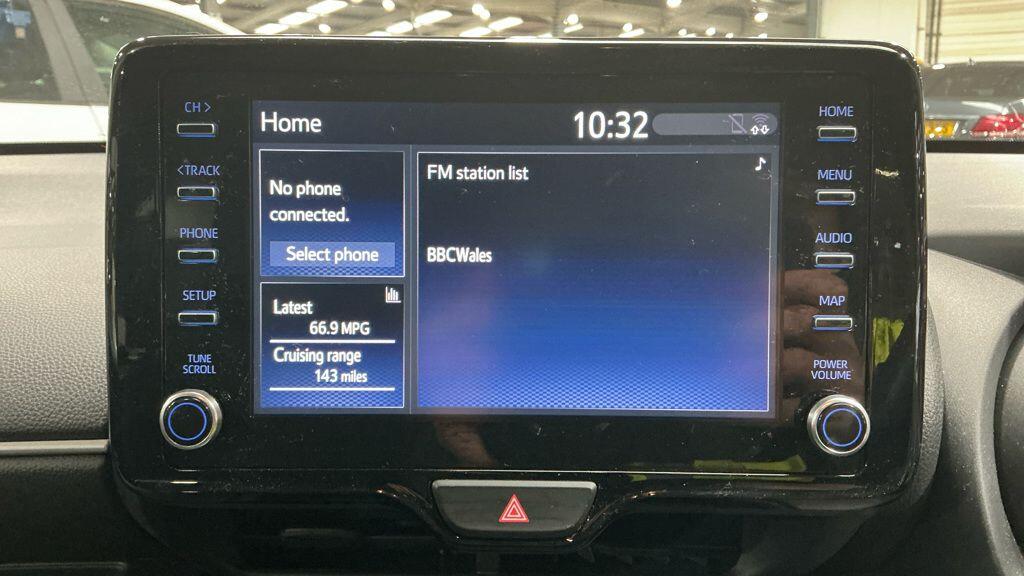 CH >
<TRACK
PHONE
SETUP
TUNE
SCROLL
Home
10:32
No phone
connected.
Select phone
Latest
66.9 MPG
Cruising range
143 miles
FM station list
BBCWales
HOME
MENU
AUDIO
MAP
POWER
VOLUME